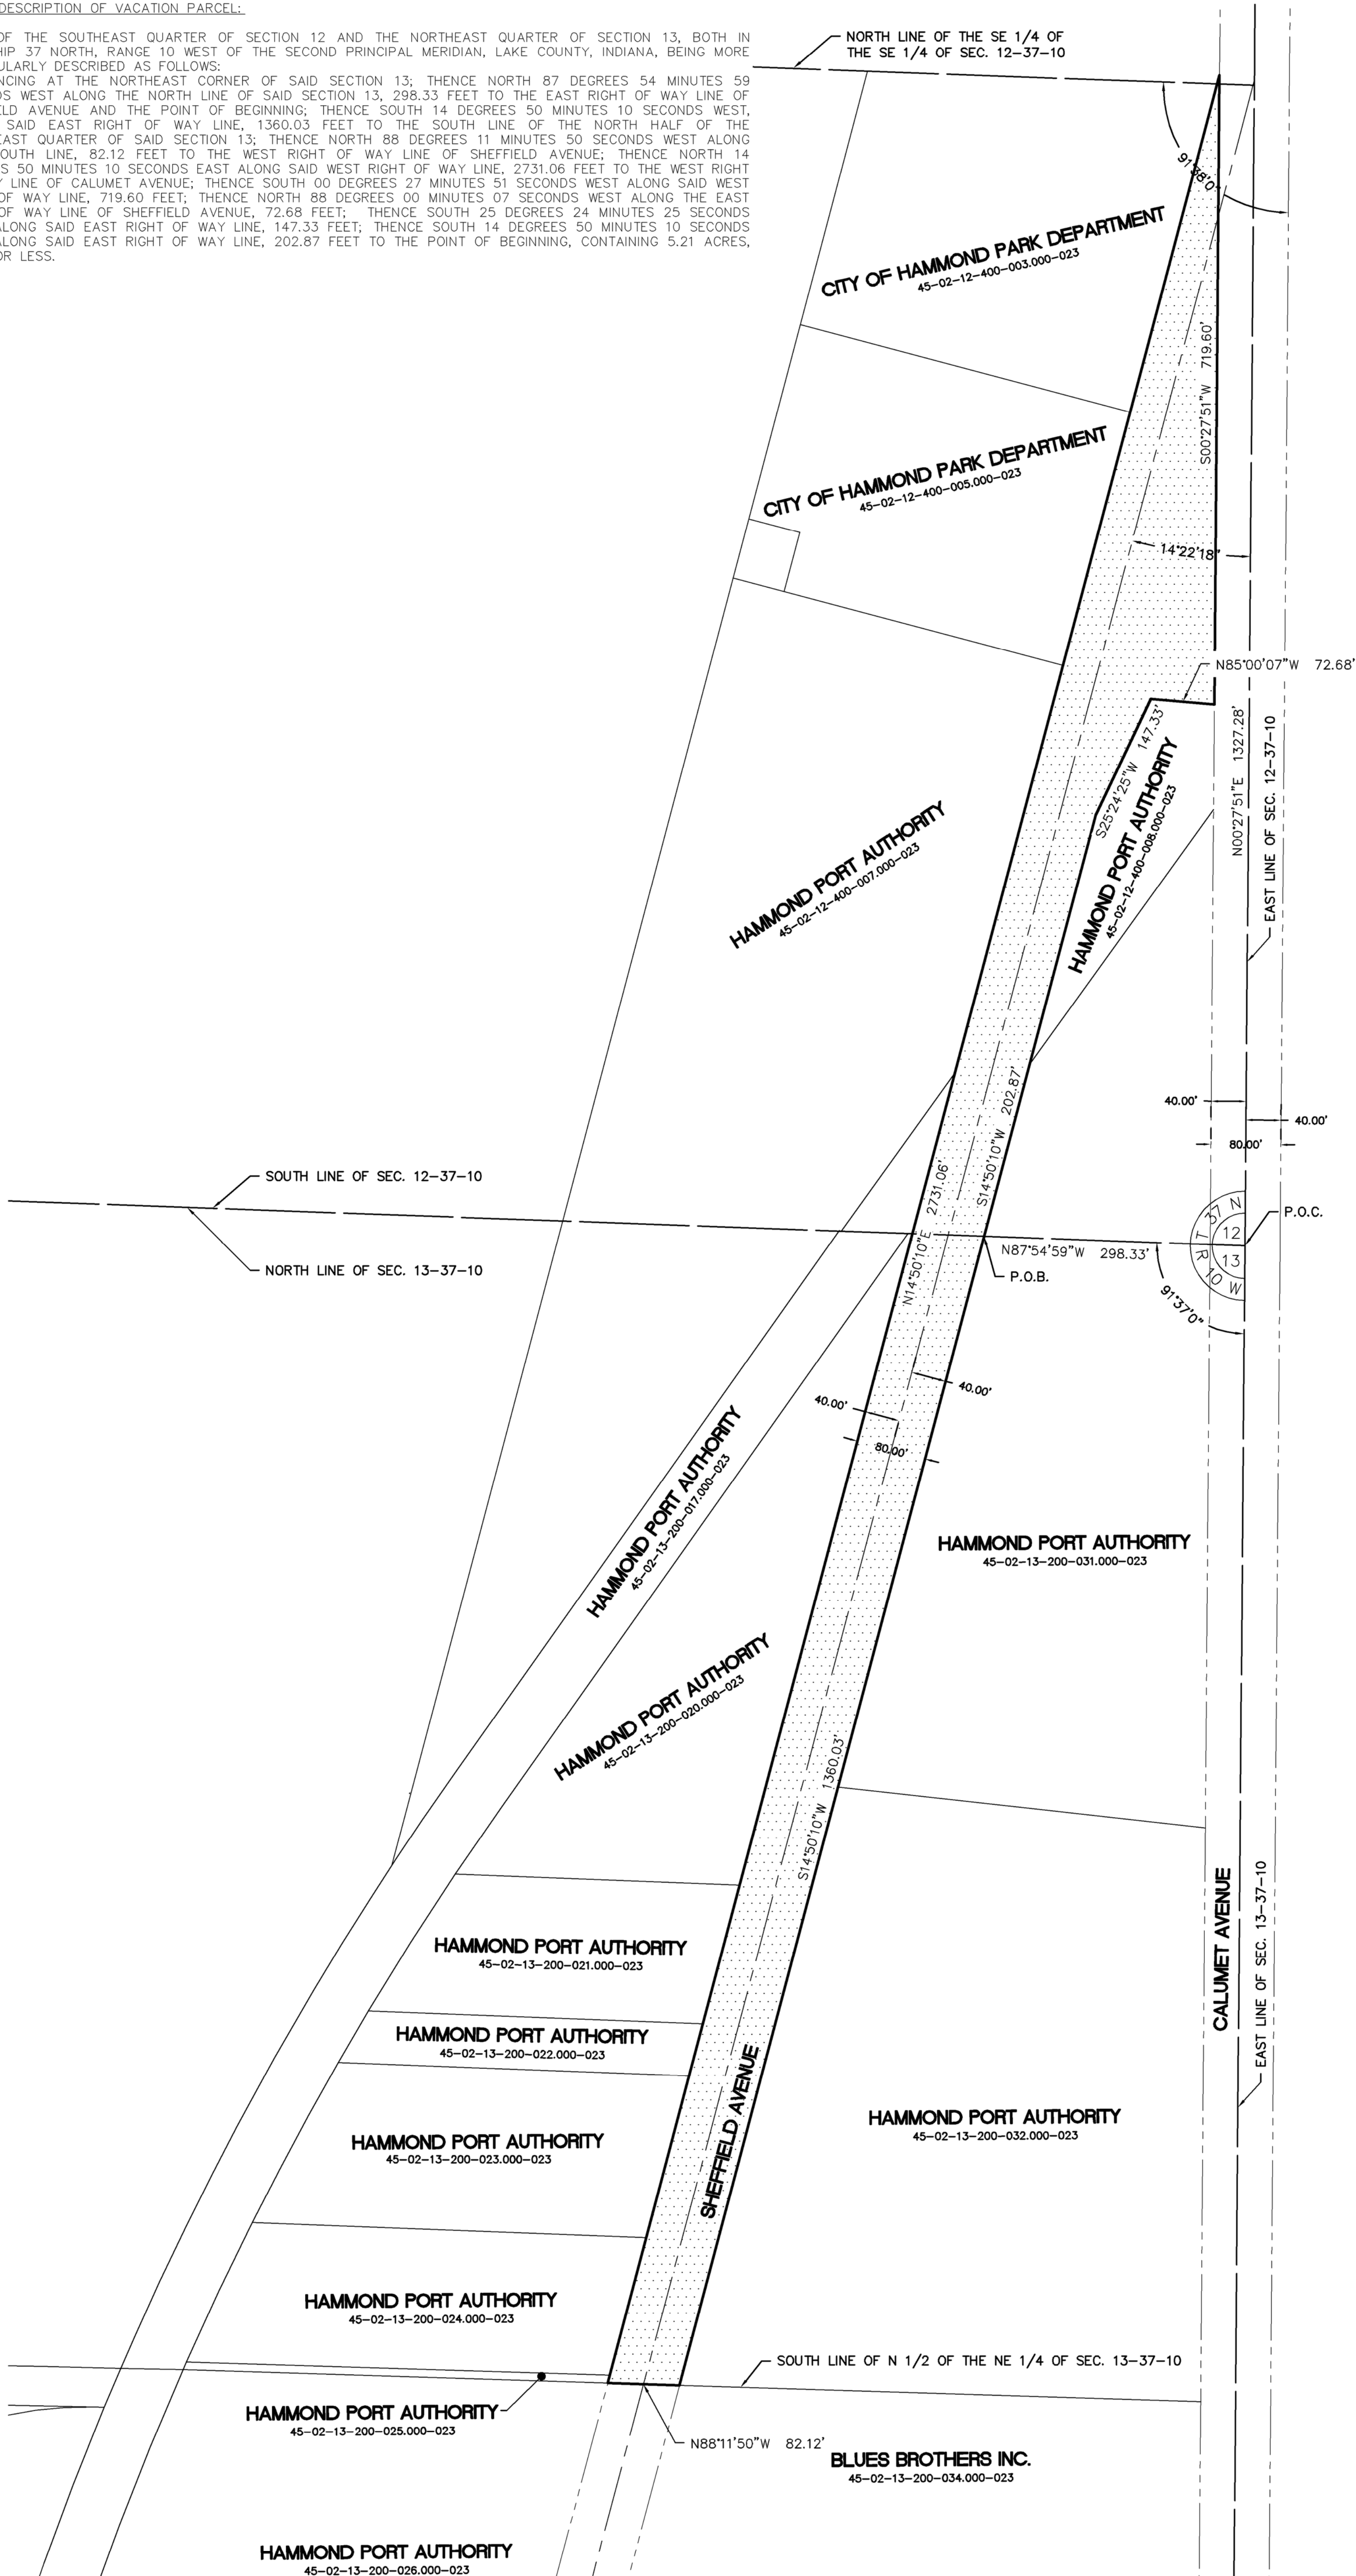 DESCRIPTION OF VACATION PARCEL:
OF THE SOUTHEAST QUARTER OF SECTION 12 AND THE NORTHEAST QUARTER OF SECTION 13, BOTH IN
HIP 37 NORTH, RANGE 10 WEST OF THE SECOND PRINCIPAL MERIDIAN, LAKE COUNTY, INDIANA, BEING MORE
ULARLY DESCRIBED AS FOLLOWS:
NCING AT THE NORTHEAST CORNER OF SAID SECTION 13; THENCE NORTH 87 DEGREES 54 MINUTES 59
DS WEST ALONG THE NORTH LINE OF SAID SECTION 13, 298.33 FEET TO THE EAST RIGHT OF WAY LINE OF
ELD AVENUE AND THE POINT OF BEGINNING; THENCE SOUTH 14 DEGREES 50 MINUTES 10 SECONDS WEST,
SAID EAST RIGHT OF WAY LINE, 1360.03 FEET TO THE SOUTH LINE OF THE NORTH HALF OF THE
EAST QUARTER OF SAID SECTION 13; THENCE NORTH 88 DEGREES 11 MINUTES 50 SECONDS WEST ALONG
OUTH LINE, 82.12 FEET TO THE WEST RIGHT OF WAY LINE OF SHEFFIELD AVENUE; THENCE NORTH 14
ES 50 MINUTES 10 SECONDS EAST ALONG SAID WEST RIGHT OF WAY LINE, 2731.06 FEET TO THE WEST RIGHT
Y LINE OF CALUMET AVENUE; THENCE SOUTH 00 DEGREES 27 MINUTES 51 SECONDS WEST ALONG SAID WEST
OF WAY LINE, 719.60 FEET; THENCE NORTH 88 DEGREES 00 MINUTES 07 SECONDS WEST ALONG THE EAST
OF WAY LINE OF SHEFFIELD AVENUE, 72.68 FEET; THENCE SOUTH 25 DEGREES 24 MINUTES 25 SECONDS
ALONG SAID EAST RIGHT OF WAY LINE, 147.33 FEET; THENCE SOUTH 14 DEGREES 50 MINUTES 10 SECONDS
ALONG SAID EAST RIGHT OF WAY LINE, 202.87 FEET TO THE POINT OF BEGINNING, CONTAINING 5.21 ACRES,
OR LESS.
NORTH LINE OF THE SE 1/4 OF
THE SE 1/4 OF SEC. 12-37-10
91°38'0"
CITY OF HAMMOND PARK DEPARTMENT
45-02-12-400-003.000-023
S00°27'51"W 719.60'
CITY OF HAMMOND PARK DEPARTMENT
45-02-12-400-005.000-023
14°22'18"
N85°00'07"W 72.68'
S25°24'25"W 147.33'
HAMMOND PORT AUTHORITY
45-02-12-400-008.000-023
N00°27'51"E 1327.28'
EAST LINE OF SEC. 12-37-10
HAMMOND PORT AUTHORITY
45-02-12-400-007.000-023
40.00'
40.00'
80.00'
S14°50'10"W 202.87'
N14°50'10"E 2731.06'
SOUTH LINE OF SEC. 12-37-10
NORTH LINE OF SEC. 13-37-10
T 37 N
12
13
R 10 W
P.O.C.
N87°54'59"W 298.33'
P.O.B.
91°37'0"
40.00'
40.00'
80.00'
HAMMOND PORT AUTHORITY
45-02-13-200-017.000-023
HAMMOND PORT AUTHORITY
45-02-13-200-031.000-023
HAMMOND PORT AUTHORITY
45-02-13-200-020.000-023
S14°50'10"W 1360.03'
HAMMOND PORT AUTHORITY
45-02-13-200-021.000-023
CALUMET AVENUE
EAST LINE OF SEC. 13-37-10
HAMMOND PORT AUTHORITY
45-02-13-200-022.000-023
SHEFFIELD AVENUE
HAMMOND PORT AUTHORITY
45-02-13-200-032.000-023
HAMMOND PORT AUTHORITY
45-02-13-200-023.000-023
HAMMOND PORT AUTHORITY
45-02-13-200-024.000-023
SOUTH LINE OF N 1/2 OF THE NE 1/4 OF SEC. 13-37-10
HAMMOND PORT AUTHORITY
45-02-13-200-025.000-023
N88°11'50"W 82.12'
BLUES BROTHERS INC.
45-02-13-200-034.000-023
HAMMOND PORT AUTHORITY
45-02-13-200-026.000-023